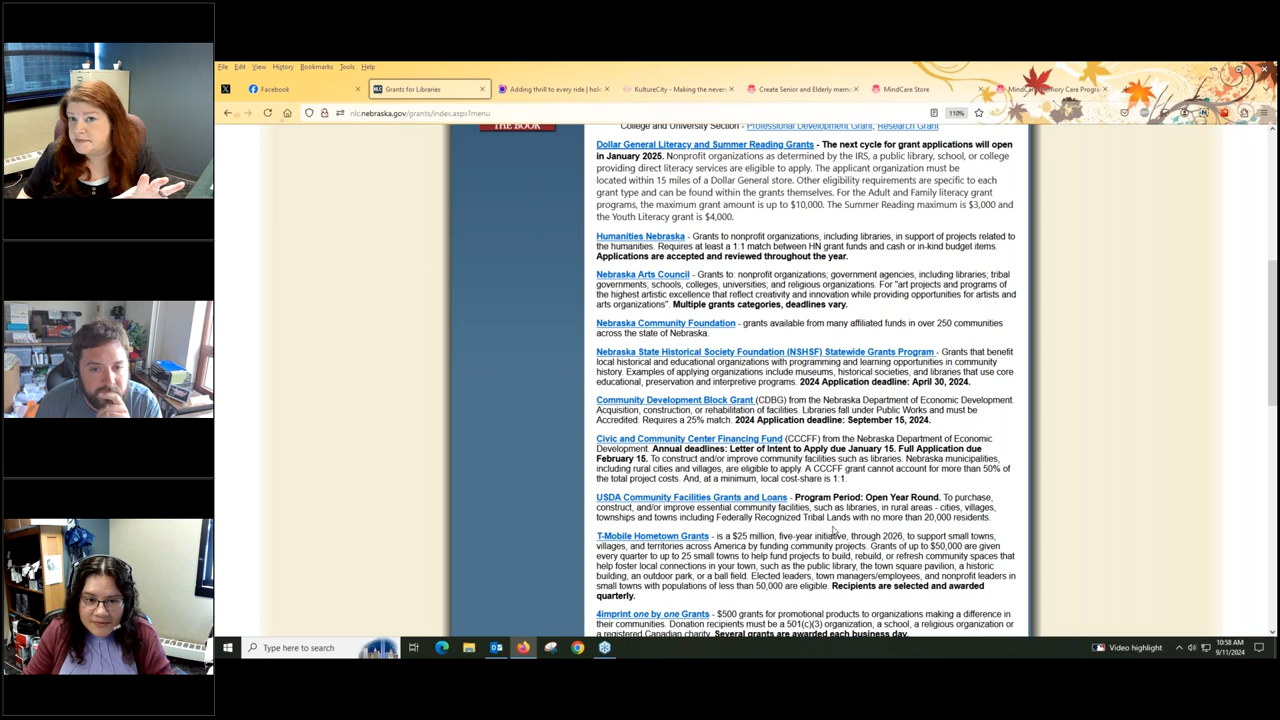 File Edit View History Bookmarks Tools Help
X Facebook × NLC Grants for Libraries × Adding thrill to every ride | holo × KultureCity - Making the never × Create Senior and Elderly memo × MindCare Store ×
nlc.nebraska.gov/grants/index.aspx?menu 110%
THE BOOK
College and University Section - Professional Development Grant, Research Grant
Dollar General Literacy and Summer Reading Grants - The next cycle for grant applications will open
in January 2025. Nonprofit organizations as determined by the IRS, a public library, school, or college
providing direct literacy services are eligible to apply. The applicant organization must be
located within 15 miles of a Dollar General store. Other eligibility requirements are specific to each
grant type and can be found within the grants themselves. For the Adult and Family literacy grant
programs, the maximum grant amount is up to $10,000. The Summer Reading maximum is $3,000 and
the Youth Literacy grant is $4,000.
Humanities Nebraska - Grants to nonprofit organizations, including libraries, in support of projects related to
the humanities. Requires at least a 1:1 match between HN grant funds and cash or in-kind budget items.
Applications are accepted and reviewed throughout the year.
Nebraska Arts Council - Grants to: nonprofit organizations; government agencies, including libraries; tribal
governments; schools, colleges, universities; and religious organizations. For "art projects and programs of
the highest artistic excellence that reflect creativity and innovation while providing opportunities for artists and
arts organizations". Multiple grants categories, deadlines vary.
Nebraska Community Foundation - grants available from many affiliated funds in over 250 communities
across the state of Nebraska.
Nebraska State Historical Society Foundation (NSHSF) Statewide Grants Program - Grants that benefit
local historical and educational organizations with programming and learning opportunities in community
history. Examples of applying organizations include museums, historical societies, and libraries that use core
educational, preservation and interpretive programs. 2024 Application deadline: April 30, 2024.
Community Development Block Grant (CDBG) from the Nebraska Department of Economic Development.
Acquisition, construction, or rehabilitation of facilities. Libraries fall under Public Works and must be
Accredited. Requires a 25% match. 2024 Application deadline: September 15, 2024.
Civic and Community Center Financing Fund (CCCFF) from the Nebraska Department of Economic
Development. Annual deadlines: Letter of Intent to Apply due January 15. Full Application due
February 15. To construct and/or improve community facilities such as libraries. Nebraska municipalities,
including rural cities and villages, are eligible to apply. A CCCFF grant cannot account for more than 50% of
the total project costs. And, at a minimum, local cost-share is 1:1.
USDA Community Facilities Grants and Loans - Program Period: Open Year Round. To purchase,
construct, and/or improve essential community facilities, such as libraries, in rural areas - cities, villages,
townships and towns including Federally Recognized Tribal Lands with no more than 20,000 residents.
T-Mobile Hometown Grants - is a $25 million, five-year initiative, through 2026, to support small towns,
villages, and territories across America by funding community projects. Grants of up to $50,000 are given
every quarter to up to 25 small towns to help fund projects to build, rebuild, or refresh community spaces that
help foster local connections in your town, such as the public library, the town square pavilion, a historic
building, an outdoor park, or a ball field. Elected leaders, town managers/employees, and nonprofit leaders in
small towns with populations of less than 50,000 are eligible. Recipients are selected and awarded
quarterly.
4imprint one by one Grants - $500 grants for promotional products to organizations making a difference in
their communities. Donation recipients must be a 501(c)(3) organization, a school, a religious organization or
a registered Canadian charity. Several grants are awarded each business day.
Type here to search Video highlight 10:58 AM
9/11/2024